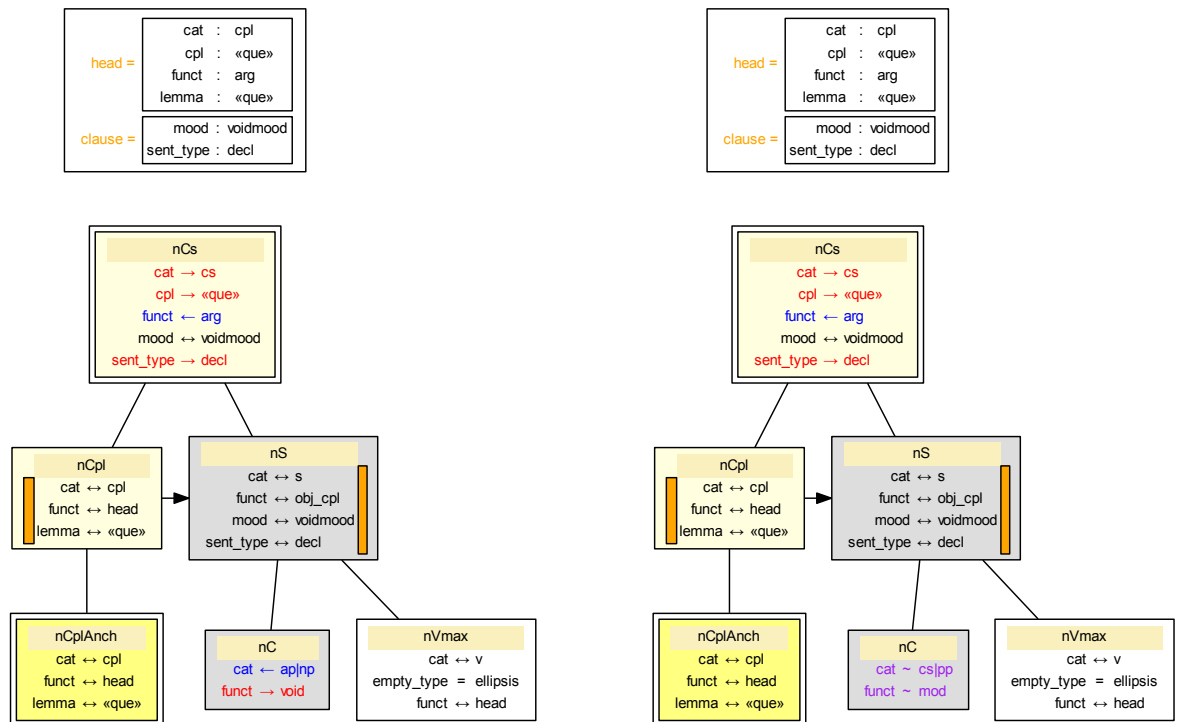 head =
cat : cpl
cpl : «que»
funct : arg
lemma : «que»
clause =
mood : voidmood
sent_type : decl
nCs
cat → cs
cpl → «que»
funct ← arg
mood ↔ voidmood
sent_type → decl
nCpl
cat ↔ cpl
funct ↔ head
lemma ↔ «que»
nS
cat ↔ s
funct ↔ obj_cpl
mood ↔ voidmood
sent_type ↔ decl
nCplAnch
cat ↔ cpl
funct ↔ head
lemma ↔ «que»
nC
cat ← ap|np
funct → void
nVmax
cat ↔ v
empty_type = ellipsis
funct ↔ head
head =
cat : cpl
cpl : «que»
funct : arg
lemma : «que»
clause =
mood : voidmood
sent_type : decl
nCs
cat → cs
cpl → «que»
funct ← arg
mood ↔ voidmood
sent_type → decl
nCpl
cat ↔ cpl
funct ↔ head
lemma ↔ «que»
nS
cat ↔ s
funct ↔ obj_cpl
mood ↔ voidmood
sent_type ↔ decl
nCplAnch
cat ↔ cpl
funct ↔ head
lemma ↔ «que»
nC
cat ~ cs|pp
funct ~ mod
nVmax
cat ↔ v
empty_type = ellipsis
funct ↔ head